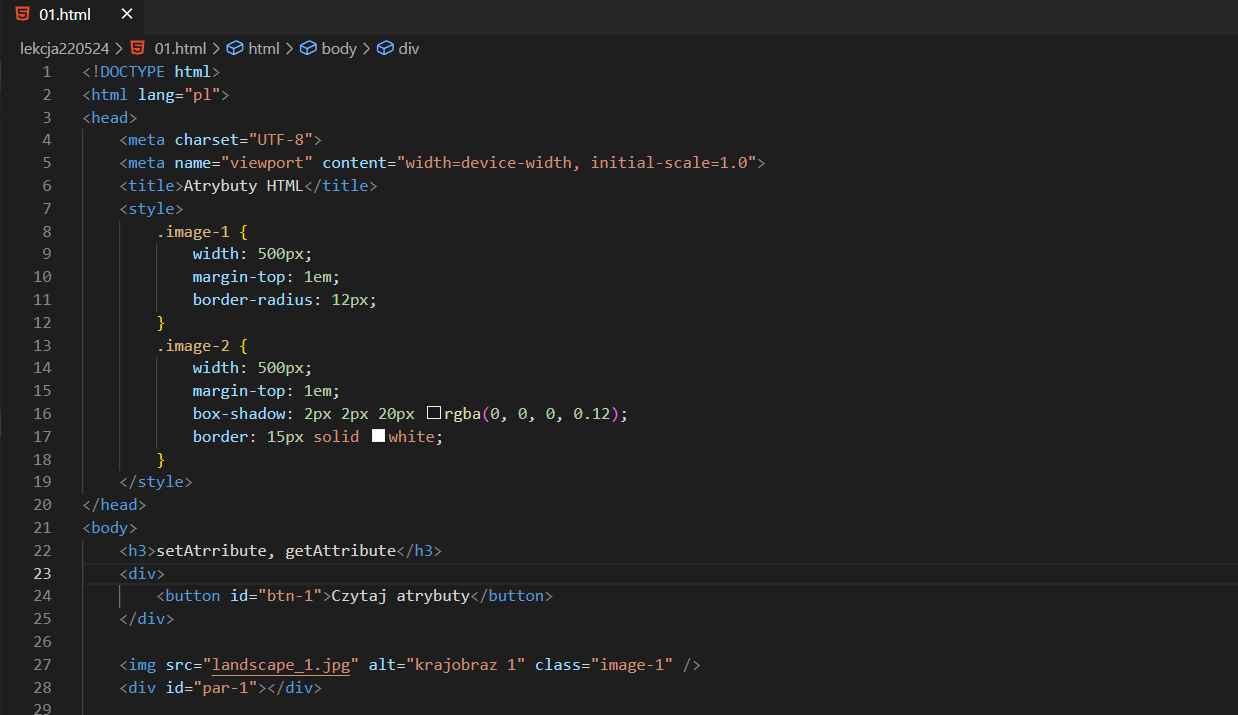 01.html ×
lekcja220524 > 01.html > html > body > div
1 <!DOCTYPE html>
2 <html lang="pl">
3 <head>
4     <meta charset="UTF-8">
5     <meta name="viewport" content="width=device-width, initial-scale=1.0">
6     <title>Atrybuty HTML</title>
7     <style>
8         .image-1 {
9             width: 500px;
10             margin-top: 1em;
11             border-radius: 12px;
12         }
13         .image-2 {
14             width: 500px;
15             margin-top: 1em;
16             box-shadow: 2px 2px 20px rgba(0, 0, 0, 0.12);
17             border: 15px solid white;
18         }
19     </style>
20 </head>
21 <body>
22     <h3>setAtrribute, getAttribute</h3>
23     <div>
24         <button id="btn-1">Czytaj atrybuty</button>
25     </div>
26
27     <img src="landscape_1.jpg" alt="krajobraz 1" class="image-1" />
28     <div id="par-1"></div>
29